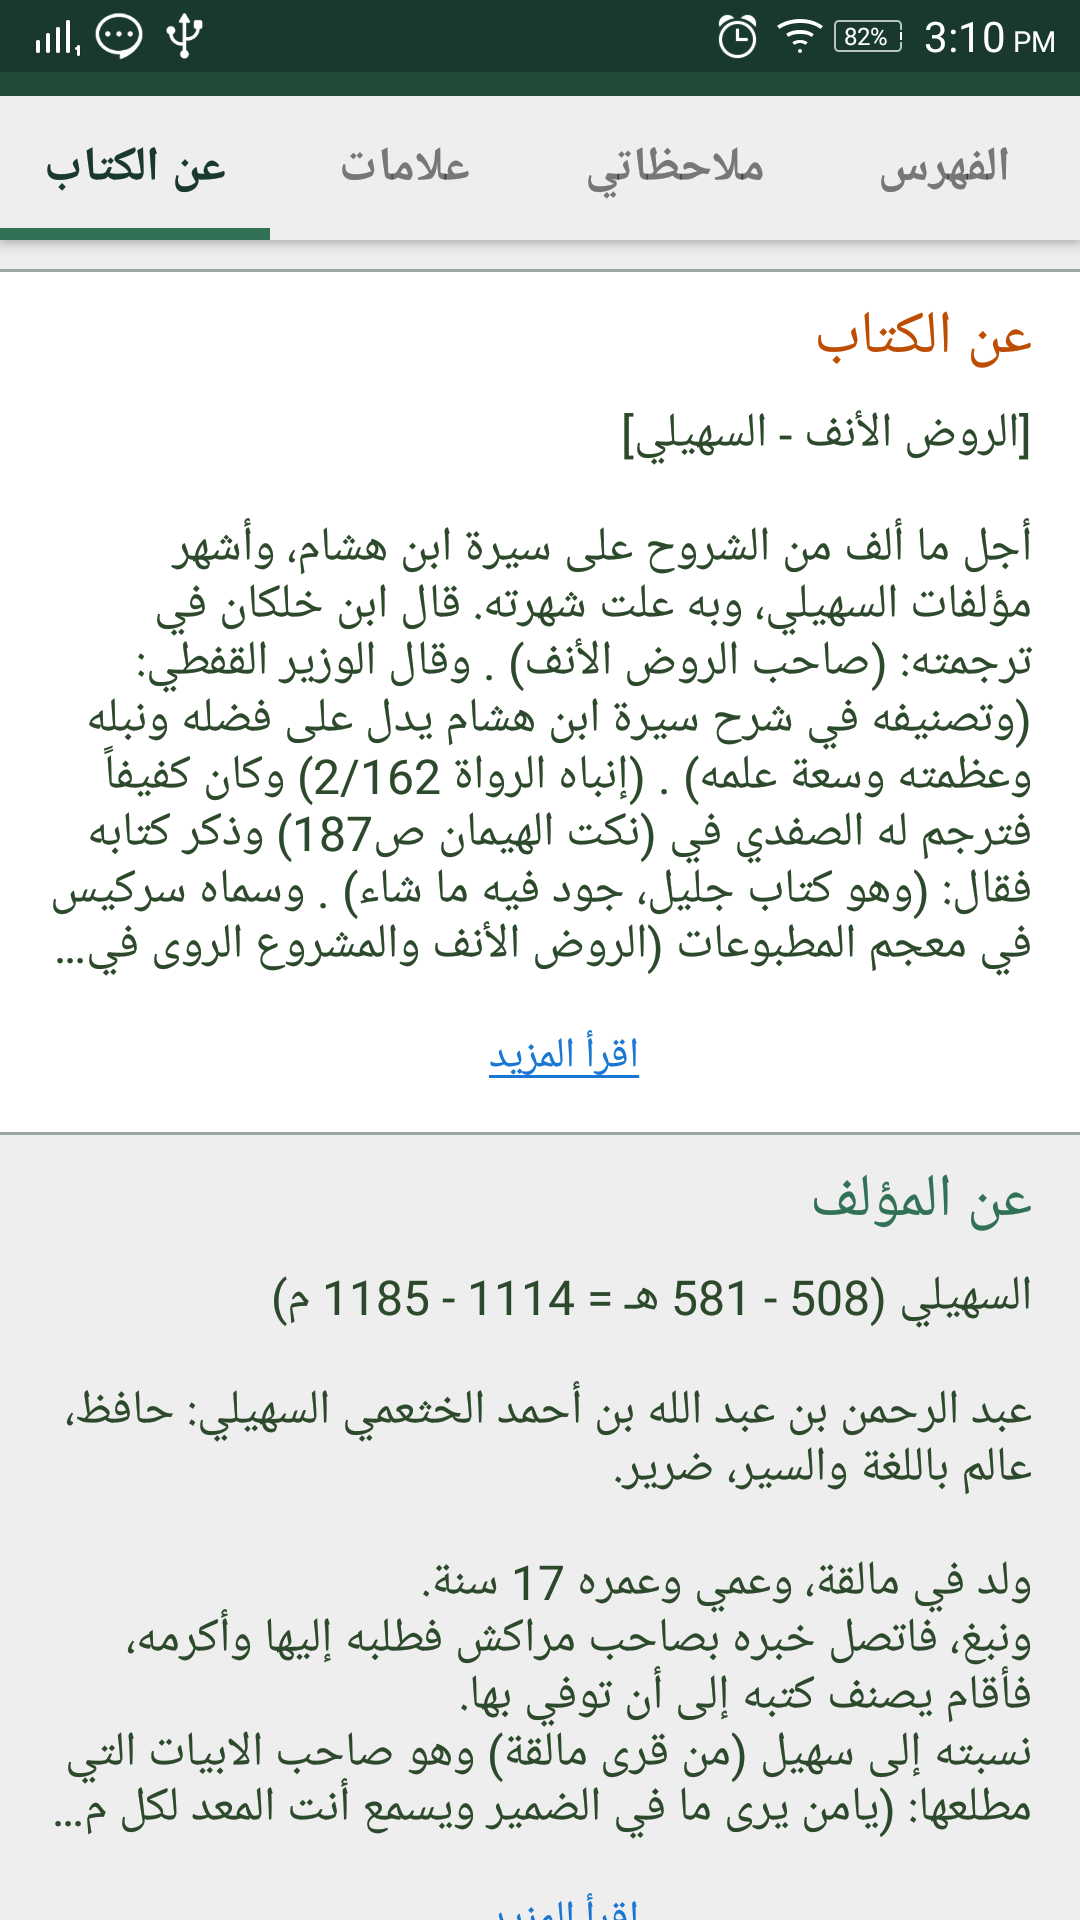 82% 3:10 PM
الفهرس ملاحظاتي علامات عن الكتاب
عن الكتاب
[الروض الأنف - السهيلي]
أجل ما ألف من الشروح على سيرة ابن هشام، وأشهر
مؤلفات السهيلي، وبه علت شهرته. قال ابن خلكان في
ترجمته: (صاحب الروض الأنف) . وقال الوزير القفطي:
(وتصنيفه في شرح سيرة ابن هشام يدل على فضله ونبله
وعظمته وسعة علمه) . (إنباه الرواة 2/162) وكان كفيفاً
فترجم له الصفدي في (نكت الهيمان ص187) وذكر كتابه
فقال: (وهو كتاب جليل، جود فيه ما شاء) . وسماه سركيس
في معجم المطبوعات (الروض الأنف والمشروع الروى في...
اقرأ المزيد
عن المؤلف
السهيلي (508 - 581 هـ = 1114 - 1185 م)
عبد الرحمن بن عبد الله بن أحمد الخثعمي السهيلي: حافظ،
عالم باللغة والسير، ضرير.
ولد في مالقة، وعمي وعمره 17 سنة.
ونبغ، فاتصل خبره بصاحب مراكش فطلبه إليها وأكرمه،
فأقام يصنف كتبه إلى أن توفي بها.
نسبته إلى سهيل (من قرى مالقة) وهو صاحب الابيات التي
مطلعها: (يامن يرى ما في الضمير ويسمع أنت المعد لكل م...
اقرأ المزيد